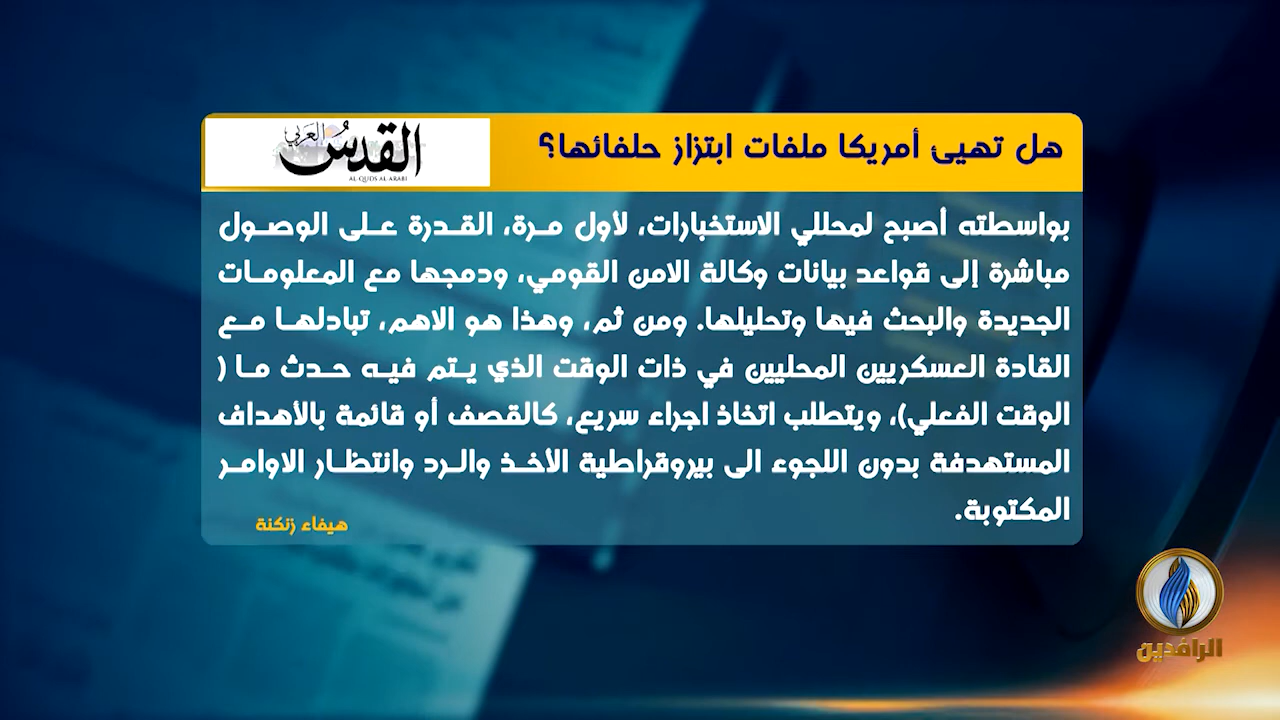 هل تهيئ أمريكا ملفات ابتزاز حلفائها؟
القدس العربي
AL QUDS AL ARABI
بواسطته أصبح لمحللي الاستخبارات، لأول مرة، القدرة على الوصول
مباشرة إلى قواعد بيانات وكالة الامن القومي، ودمجها مع المعلومات
الجديدة والبحث فيها وتحليلها. ومن ثم، وهذا هو الاهم، تبادلها مع
القادة العسكريين المحليين في ذات الوقت الذي يتم فيه حدث ما (
الوقت الفعلي)، ويتطلب اتخاذ اجراء سريع، كالقصف أو قائمة بالأهداف
المستهدفة بدون اللجوء الى بيروقراطية الأخذ والرد وانتظار الاوامر
المكتوبة.
هيفاء زنكنة
الرافدين